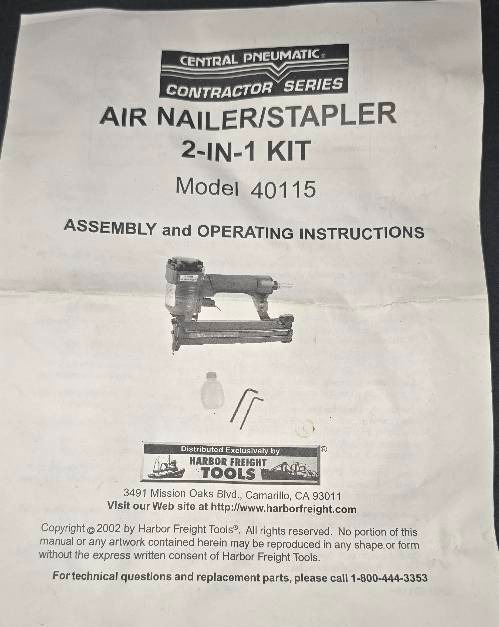 CENTRAL PNEUMATIC®
CONTRACTOR SERIES
AIR NAILER/STAPLER
2-IN-1 KIT
Model 40115
ASSEMBLY and OPERATING INSTRUCTIONS
Distributed Exclusively by
HARBOR FREIGHT ®
TOOLS
3491 Mission Oaks Blvd., Camarillo, CA 93011
Visit our Web site at http://www.harborfreight.com
Copyright © 2002 by Harbor Freight Tools®. All rights reserved. No portion of this
manual or any artwork contained herein may be reproduced in any shape or form
without the express written consent of Harbor Freight Tools.
For technical questions and replacement parts, please call 1-800-444-3353